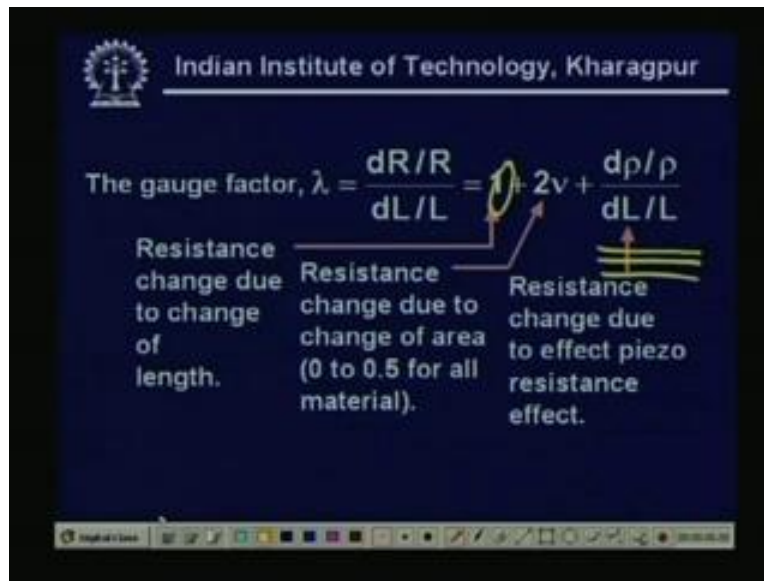 Indian Institute of Technology, Kharagpur
The gauge factor, λ = dR/R / dL/L = 1 + 2ν + dρ/ρ / dL/L
Resistance
change due
to change
of
length.
Resistance
change due to
change of area
(0 to 0.5 for all
material).
Resistance
change due
to effect piezo
resistance
effect.